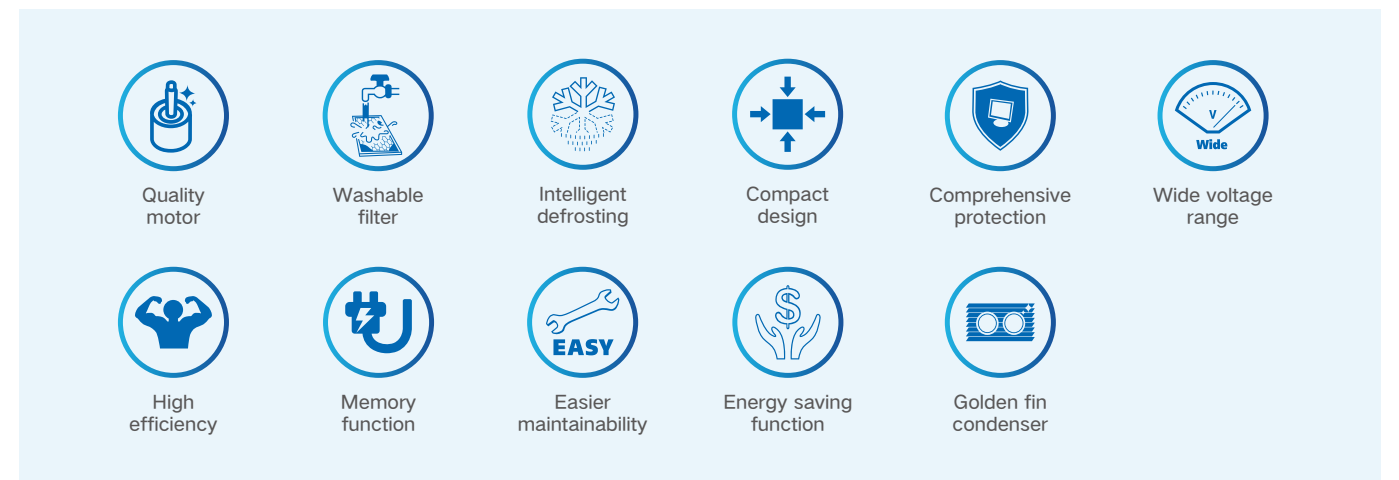 V
Wide
Quality
motor
Washable
filter
Intelligent
defrosting
Compact
design
Comprehensive
protection
Wide voltage
range
EASY
High
efficiency
Memory
function
Easier
maintainability
Energy saving
function
Golden fin
condenser